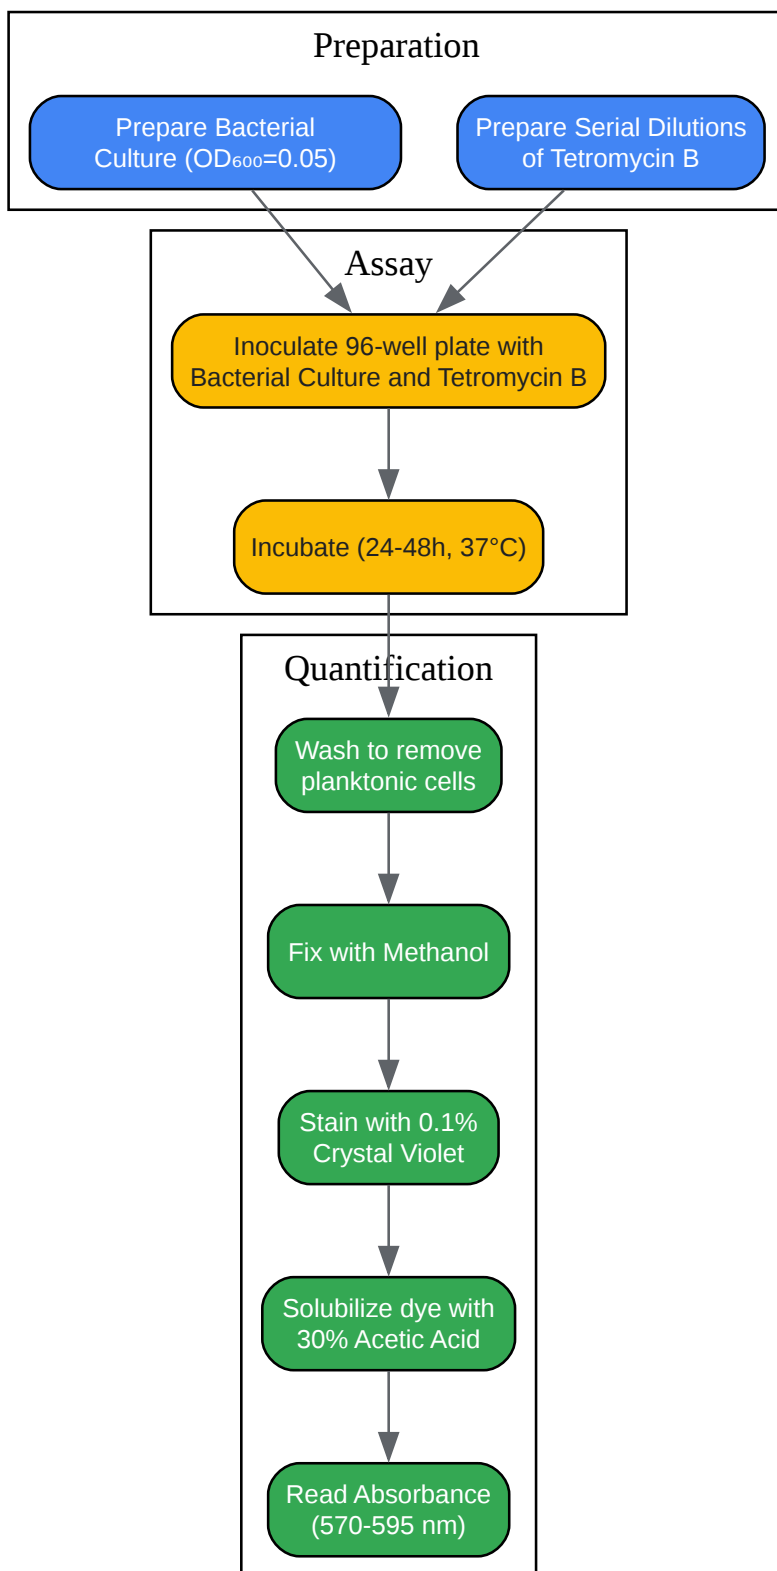 Preparation
Prepare Bacterial
Culture (OD₆₀₀=0.05)
Prepare Serial Dilutions
of Tetromycin B
Assay
Inoculate 96-well plate with
Bacterial Culture and Tetromycin B
Incubate (24-48h, 37°C)
Quantification
Wash to remove
planktonic cells
Fix with Methanol
Stain with 0.1%
Crystal Violet
Solubilize dye with
30% Acetic Acid
Read Absorbance
(570-595 nm)